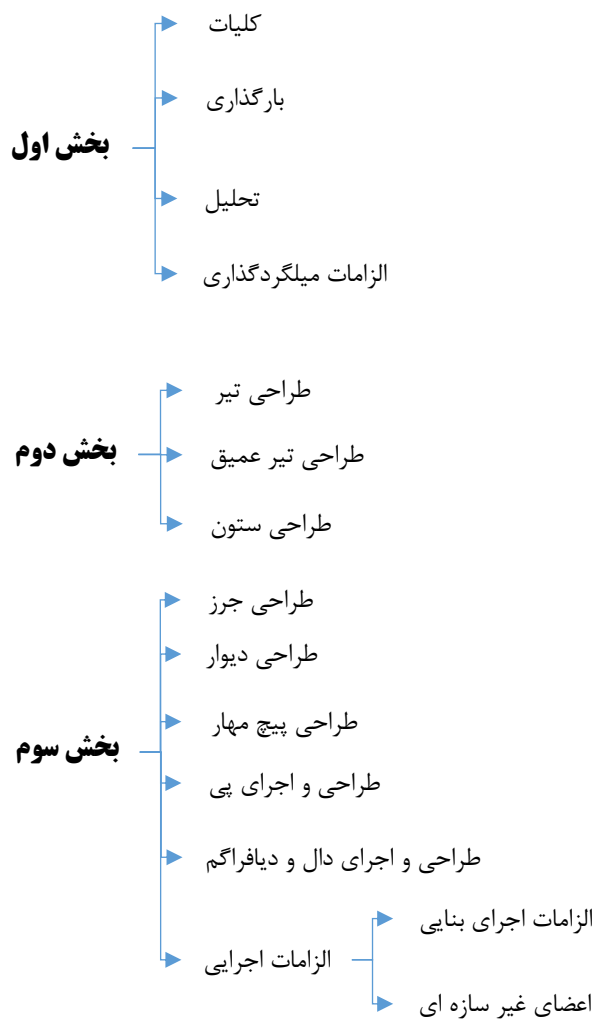 بخش اول
کلیات
بارگذاری
تحلیل
الزامات میلگردگذاری
بخش دوم
طراحی تیر
طراحی تیر عمیق
طراحی ستون
بخش سوم
طراحی جرز
طراحی دیوار
طراحی پیچ مهار
طراحی و اجرای پی
طراحی و اجرای دال و دیافراگم
الزامات اجرایی
الزامات اجرای بنایی
اعضای غیر سازه ای